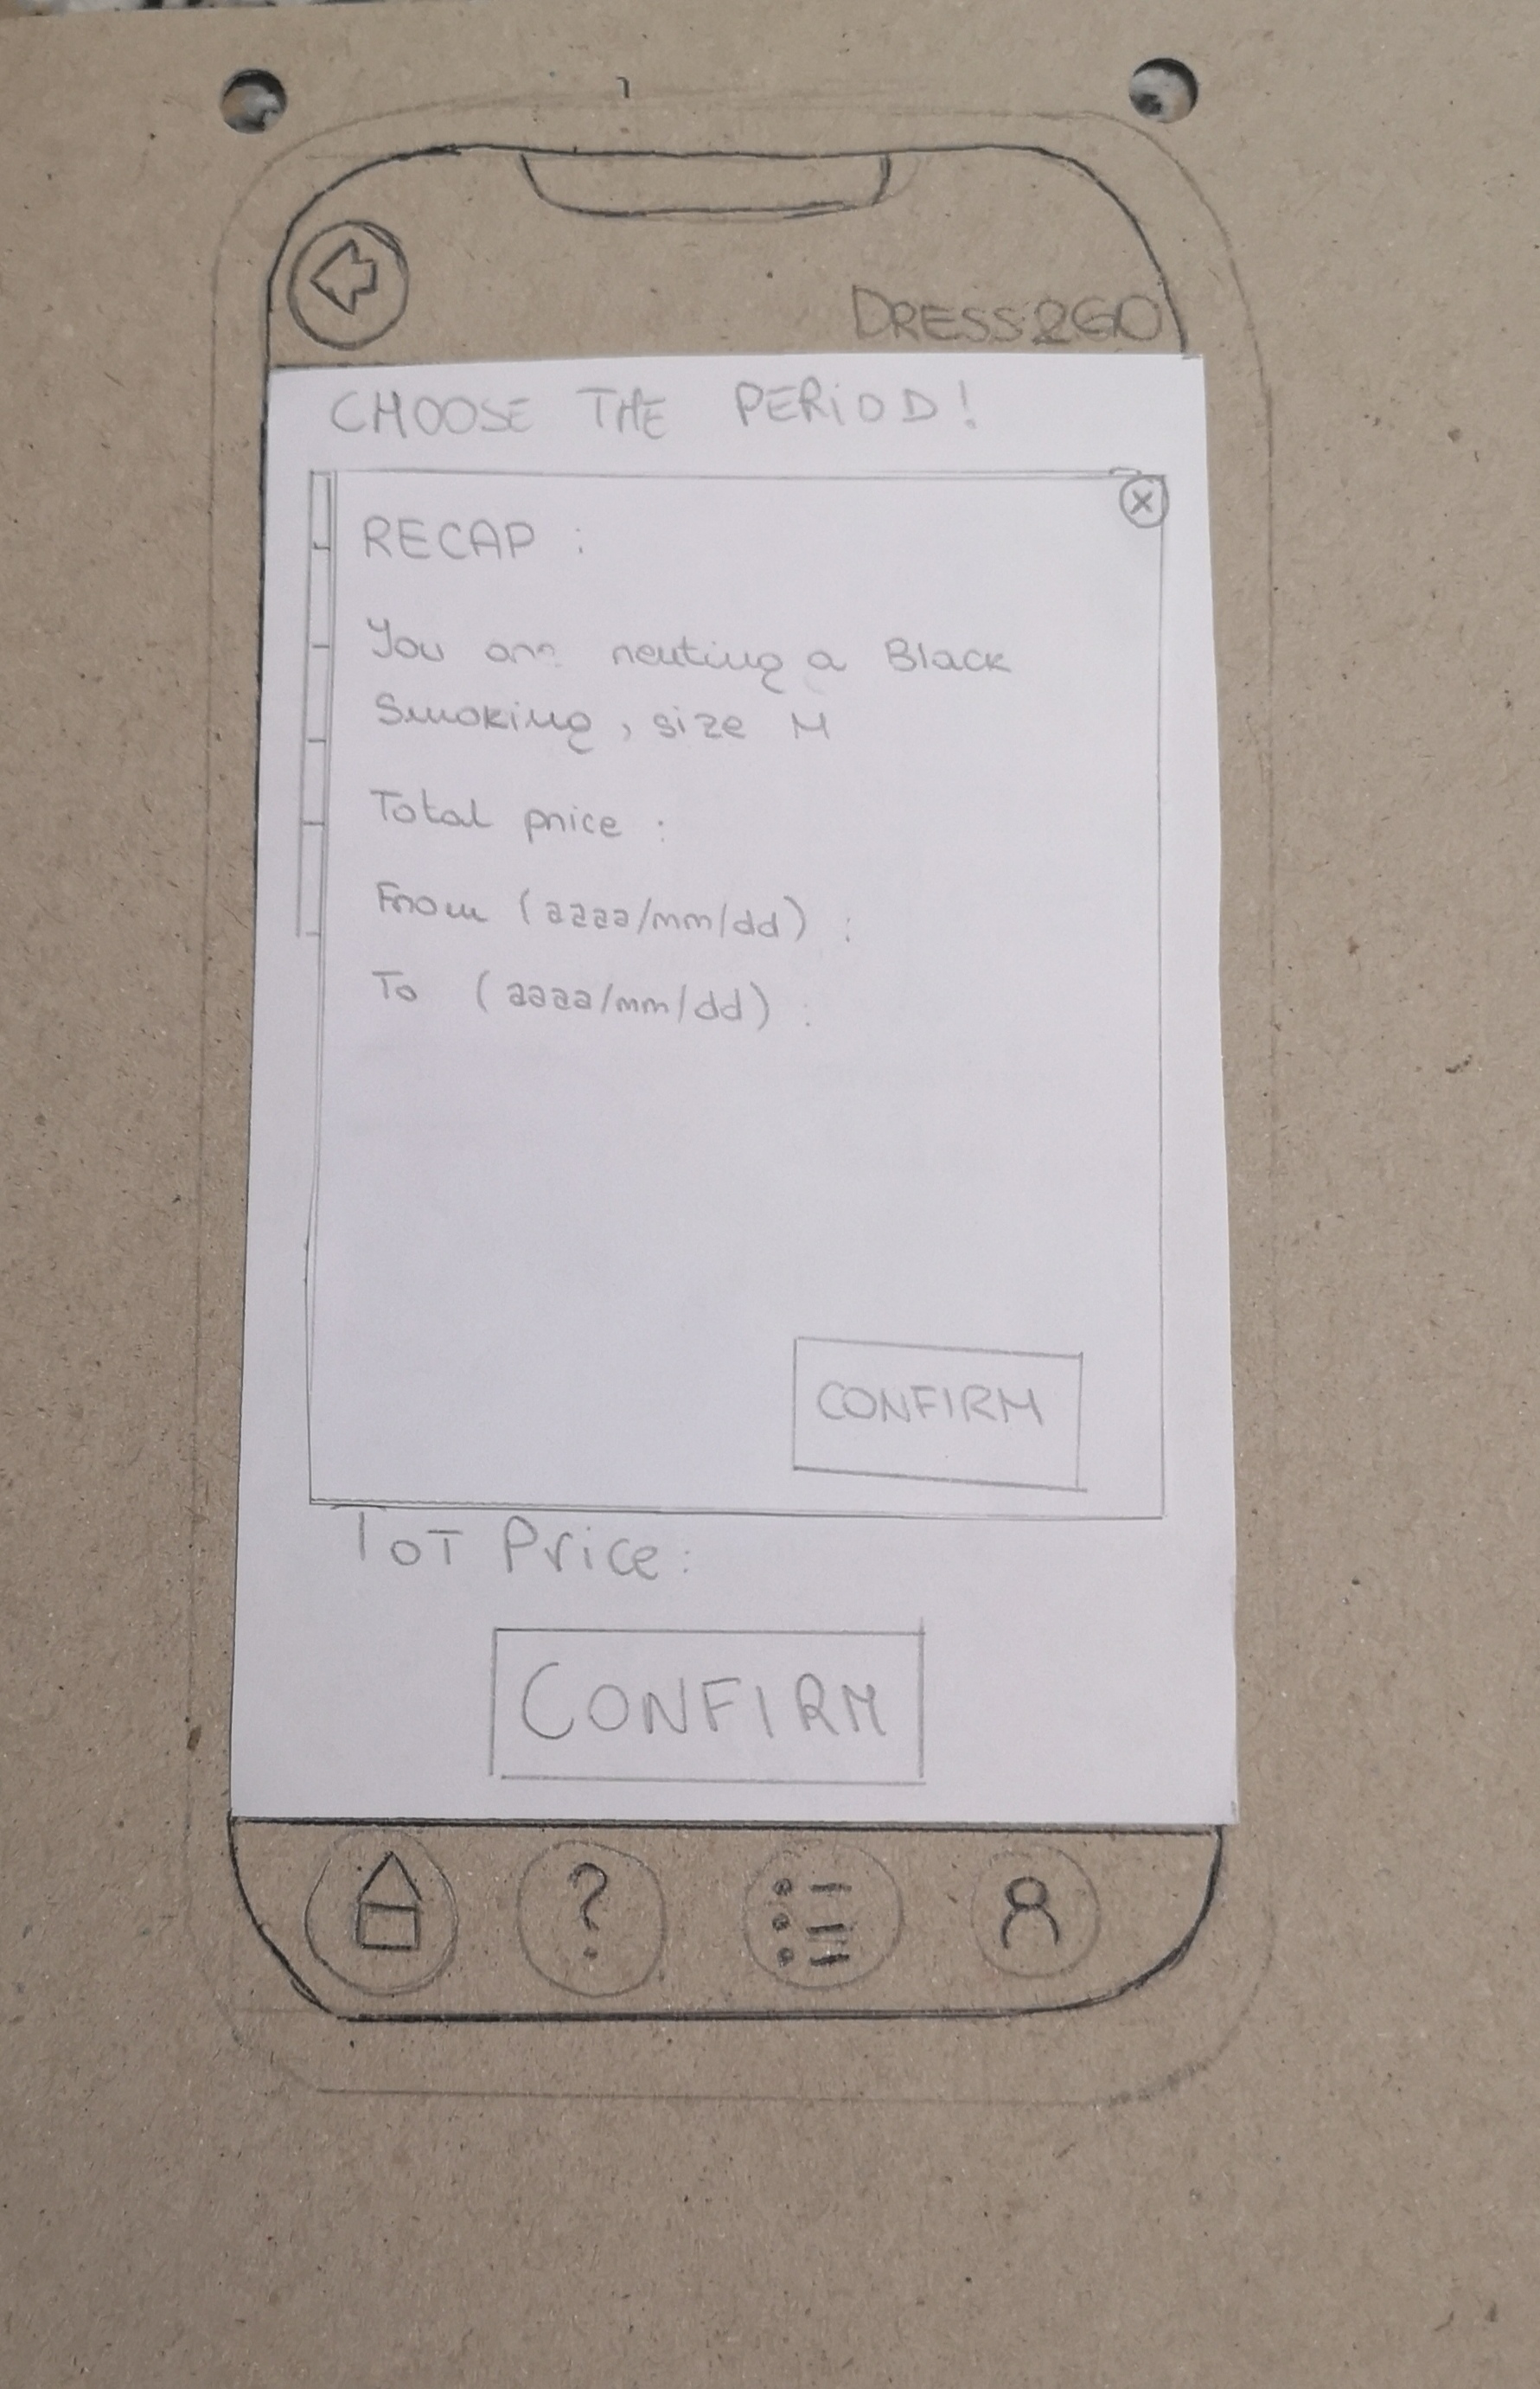 DRESS2GO
CHOOSE THE PERIOD!
RECAP :
You are renting a Black
Smoking, size M
Total price :
From (aaaa/mm/dd) :
To (aaaa/mm/dd) :
CONFIRM
TOT Price:
CONFIRM
?